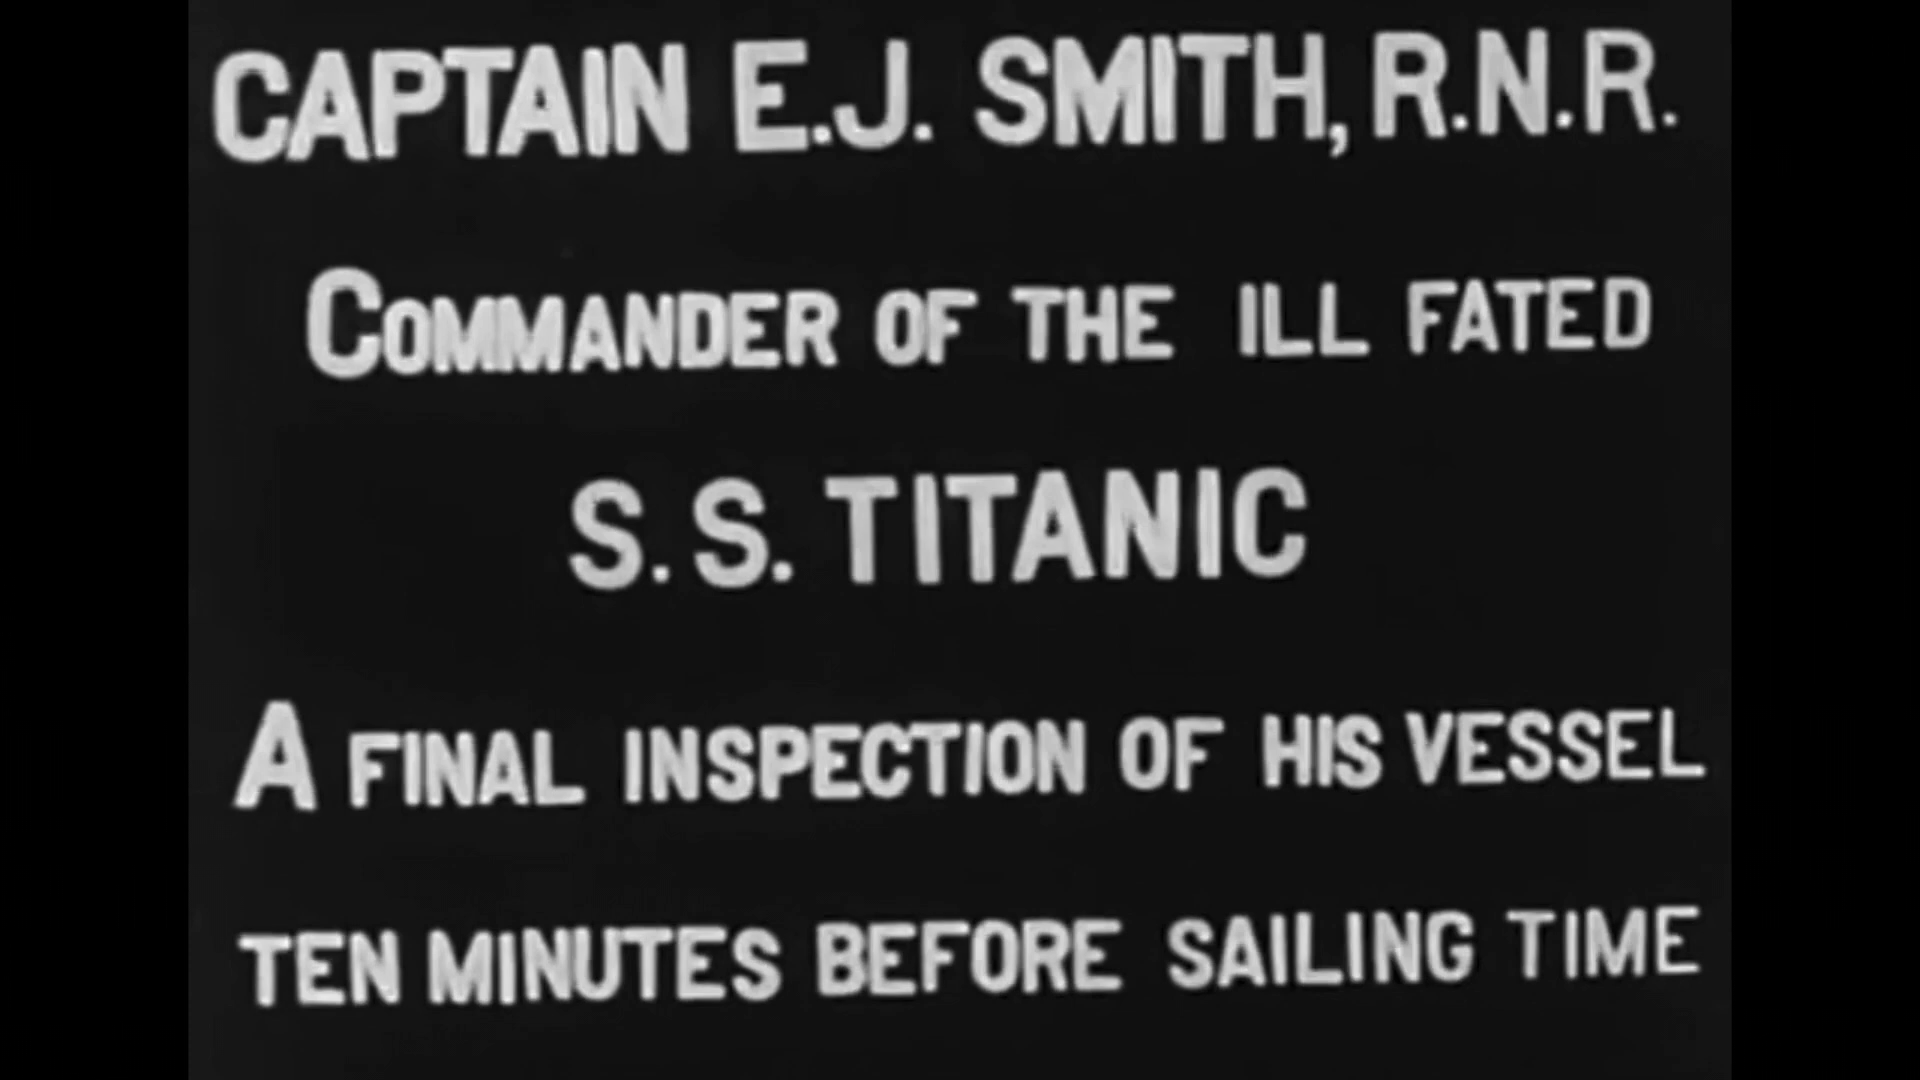 CAPTAIN E.J. SMITH, R.N.R.
COMMANDER OF THE ILL FATED
S.S. TITANIC
A FINAL INSPECTION OF HIS VESSEL
TEN MINUTES BEFORE SAILING TIME